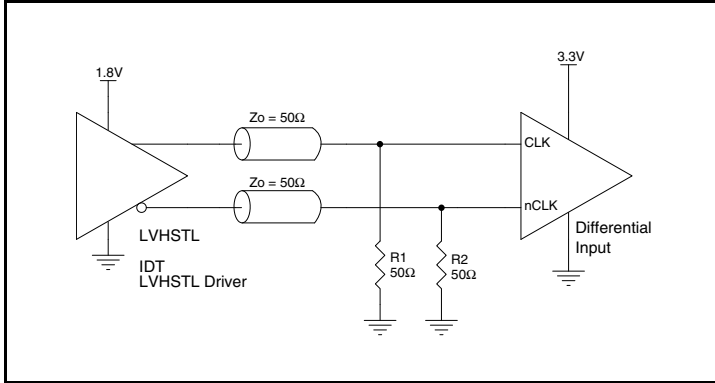 1.8V
3.3V
Zo = 50Ω
CLK
Zo = 50Ω
nCLK
Differential
Input
LVHSTL
IDT
LVHSTL Driver
R1
50Ω
R2
50Ω